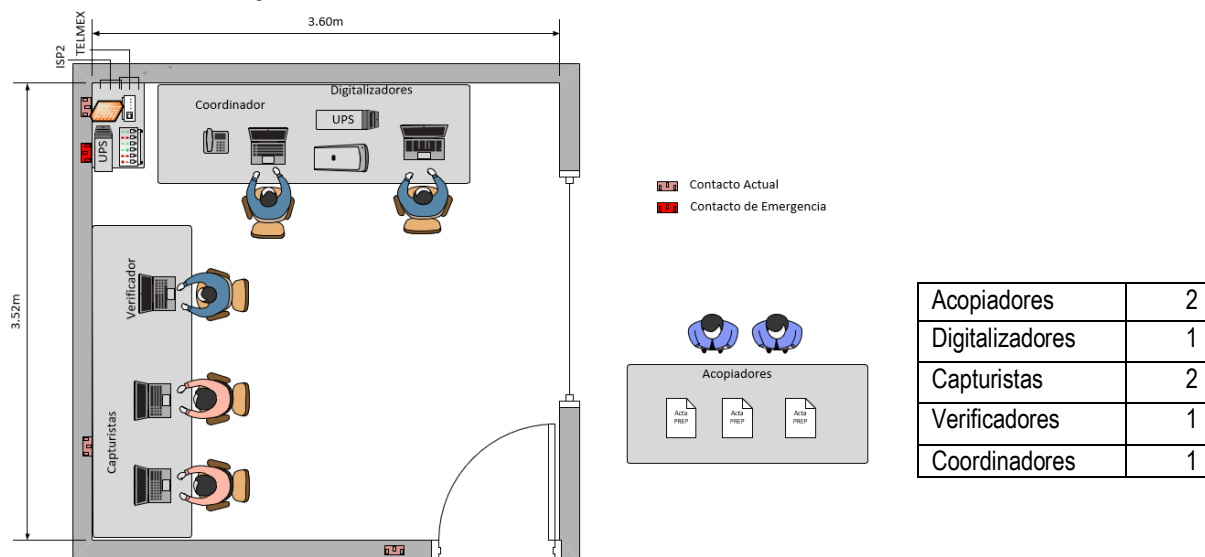 3.60m
TELMEX
ISP2
Coordinador
Digitalizadores
UPS
UPS
3.52m
Verificador
Capturistas
Contacto Actual
Contacto de Emergencia
Acopiadores
Acta
PREP
Acta
PREP
Acta
PREP
Acopiadores 2
Digitalizadores 1
Capturistas 2
Verificadores 1
Coordinadores 1